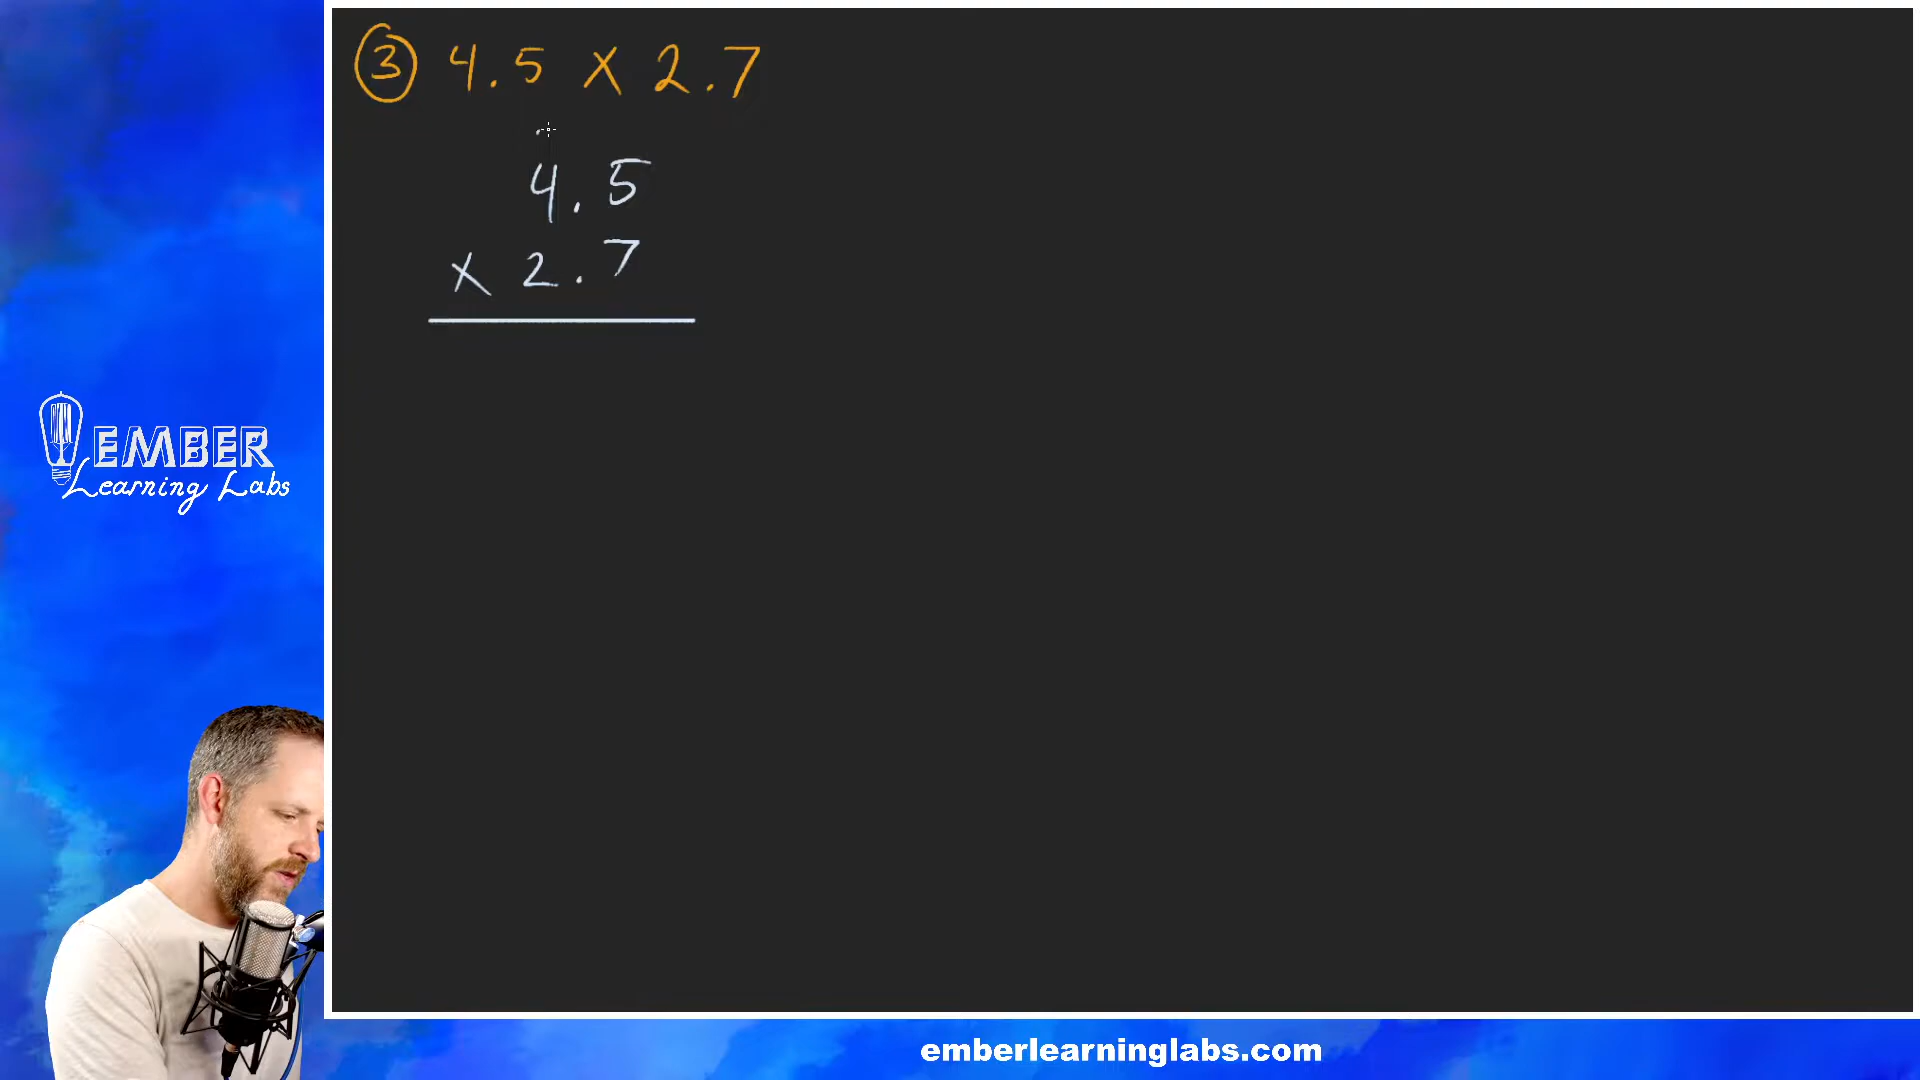 ③ 4.5 X 2.7
4.5
X 2.7
EMBER
Learning Labs
emberlearninglabs.com